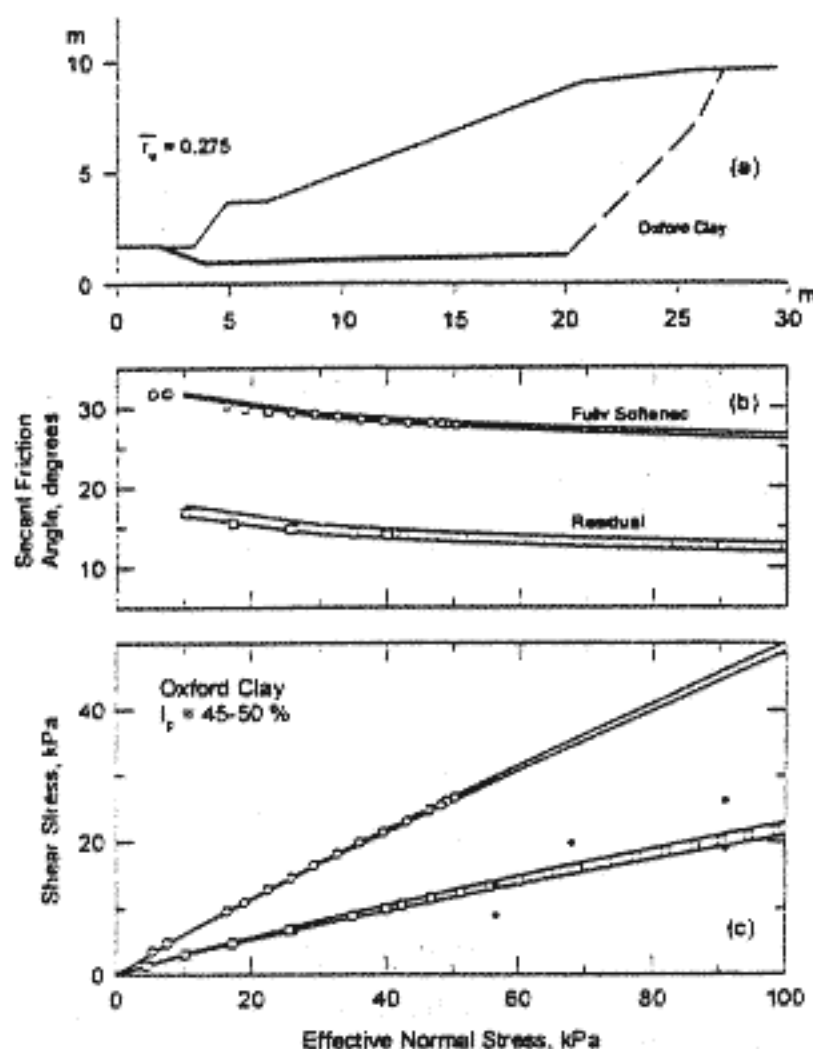 m
10
r̄ᵤ = 0.275
5
(a)
Oxford Clay
0
0 5 10 15 20 25 30 m
(b)
30
Fully Softened
20
Residual
10
Secant Friction
Angle, degrees
Oxford Clay
Iₚ = 45-50 %
40
20
0
(c)
Shear Stress, kPa
0 20 40 60 80 100
Effective Normal Stress, kPa